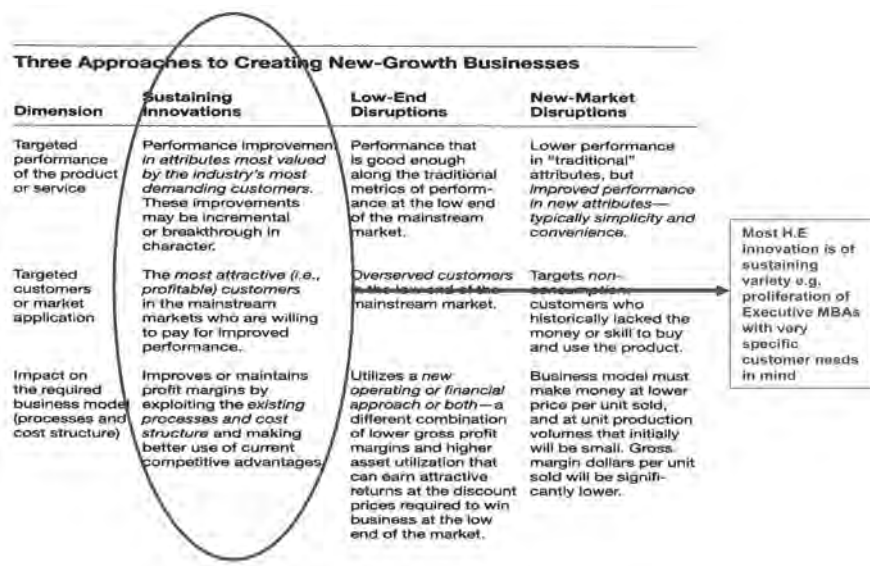 Three Approaches to Creating New-Growth Businesses
Dimension
Sustaining
Innovations
Low-End
Disruptions
New-Market
Disruptions
Targeted
performance
of the product
or service
Performance improvemen
in attributes most valued
by the industry's most
demanding customers.
These improvements
may be incremental
or breakthrough in
character.
Performance that
is good enough
along the traditional
metrics of perform-
ance at the low end
of the mainstream
market.
Lower performance
in "traditional"
attributes, but
improved performance
in new attributes—
typically simplicity and
convenience.
Targeted
customers
or market
application
The most attractive (i.e.,
profitable) customers
in the mainstream
markets who are willing
to pay for improved
performance.
Overserved customers
in the low end of the
mainstream market.
Targets non-
consumption:
customers who
historically lacked the
money or skill to buy
and use the product.
Impact on
the required
business model
(processes and
cost structure)
Improves or maintains
profit margins by
exploiting the existing
processes and cost
structure and making
better use of current
competitive advantages.
Utilizes a new
operating or financial
approach or both—a
different combination
of lower gross profit
margins and higher
asset utilization that
can earn attractive
returns at the discount
prices required to win
business at the low
end of the market.
Business model must
make money at lower
price per unit sold,
and at unit production
volumes that initially
will be small. Gross
margin dollars per unit
sold will be signifi-
cantly lower.
Most H.E
innovation is of
sustaining
variety e.g.
proliferation of
Executive MBAs
with very
specific
customer needs
in mind